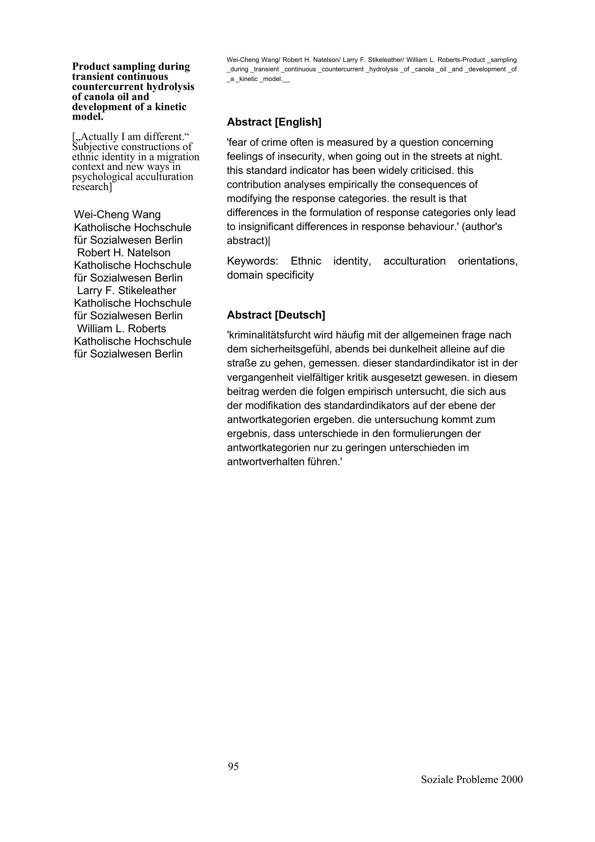 Product sampling during
transient continuous
countercurrent hydrolysis
of canola oil and
development of a kinetic
model.
[„Actually I am different.“
Subjective constructions of
ethnic identity in a migration
context and new ways in
psychological acculturation
research]
Wei-Cheng Wang
Katholische Hochschule
für Sozialwesen Berlin
Robert H. Natelson
Katholische Hochschule
für Sozialwesen Berlin
Larry F. Stikeleather
Katholische Hochschule
für Sozialwesen Berlin
William L. Roberts
Katholische Hochschule
für Sozialwesen Berlin
Wei-Cheng Wang/ Robert H. Natelson/ Larry F. Stikeleather/ William L. Roberts-Product _sampling
_during _transient _continuous _countercurrent _hydrolysis _of _canola _oil _and _development _of
_a _kinetic _model.__
Abstract [English]
'fear of crime often is measured by a question concerning
feelings of insecurity, when going out in the streets at night.
this standard indicator has been widely criticised. this
contribution analyses empirically the consequences of
modifying the response categories. the result is that
differences in the formulation of response categories only lead
to insignificant differences in response behaviour.' (author's
abstract)|
Keywords: Ethnic identity, acculturation orientations,
domain specificity
Abstract [Deutsch]
'kriminalitätsfurcht wird häufig mit der allgemeinen frage nach
dem sicherheitsgefühl, abends bei dunkelheit alleine auf die
straße zu gehen, gemessen. dieser standardindikator ist in der
vergangenheit vielfältiger kritik ausgesetzt gewesen. in diesem
beitrag werden die folgen empirisch untersucht, die sich aus
der modifikation des standardindikators auf der ebene der
antwortkategorien ergeben. die untersuchung kommt zum
ergebnis, dass unterschiede in den formulierungen der
antwortkategorien nur zu geringen unterschieden im
antwortverhalten führen.'
95
Soziale Probleme 2000